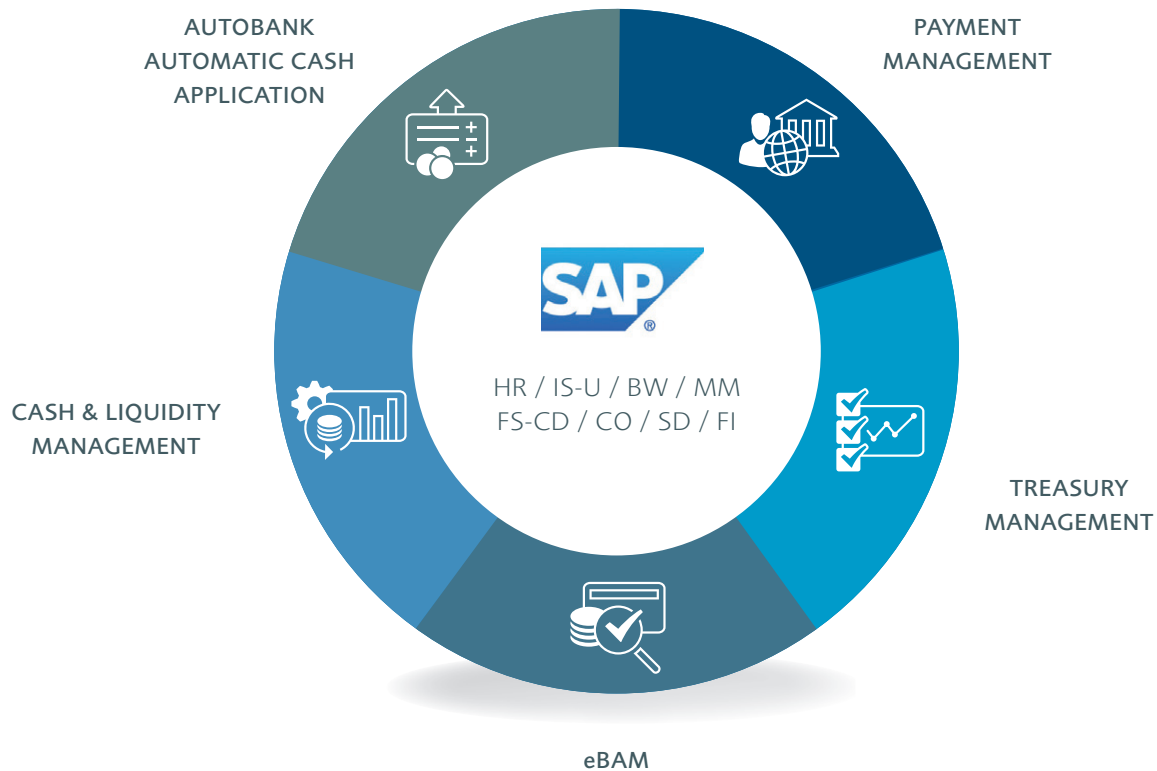 AUTOBANK
AUTOMATIC CASH
APPLICATION
PAYMENT
MANAGEMENT
SAP
®
HR / IS-U / BW / MM
FS-CD / CO / SD / FI
CASH & LIQUIDITY
MANAGEMENT
TREASURY
MANAGEMENT
eBAM